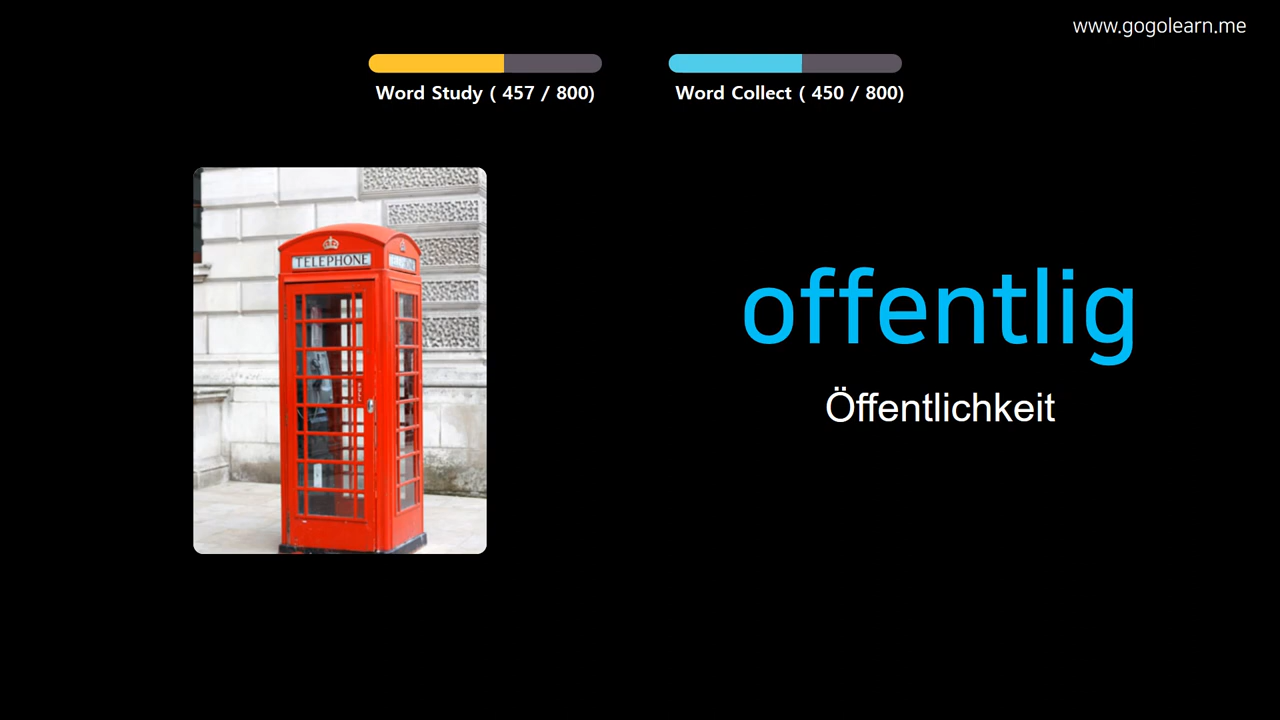 www.gogolearn.me
Word Study ( 457 / 800)
Word Collect ( 450 / 800)
TELEPHONE
offentlig
Öffentlichkeit